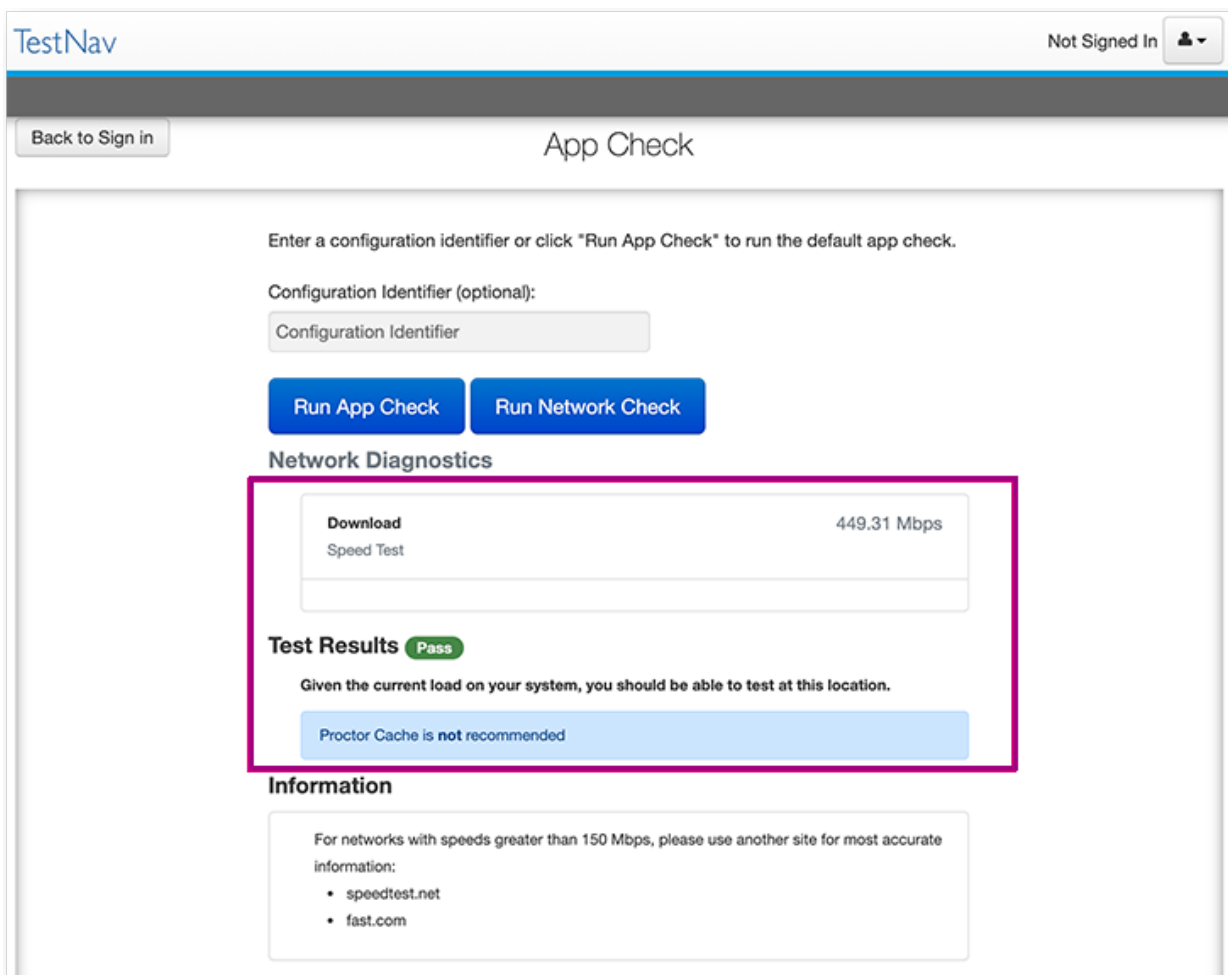 TestNav
Not Signed In
Back to Sign in
App Check
Enter a configuration identifier or click "Run App Check" to run the default app check.
Configuration Identifier (optional):
Configuration Identifier
Run App Check
Run Network Check
Network Diagnostics
Download
449.31 Mbps
Speed Test
Test Results Pass
Given the current load on your system, you should be able to test at this location.
Proctor Cache is not recommended
Information
For networks with speeds greater than 150 Mbps, please use another site for most accurate
information:
• speedtest.net
• fast.com